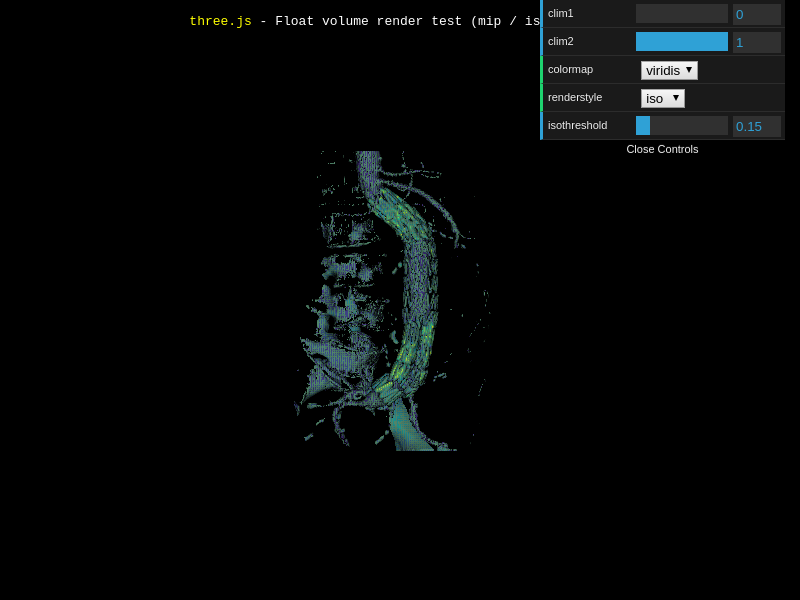 three.js - Float volume render test (mip / is
clim1 0
clim2 1
colormap viridis
renderstyle iso
isothreshold 0.15
Close Controls